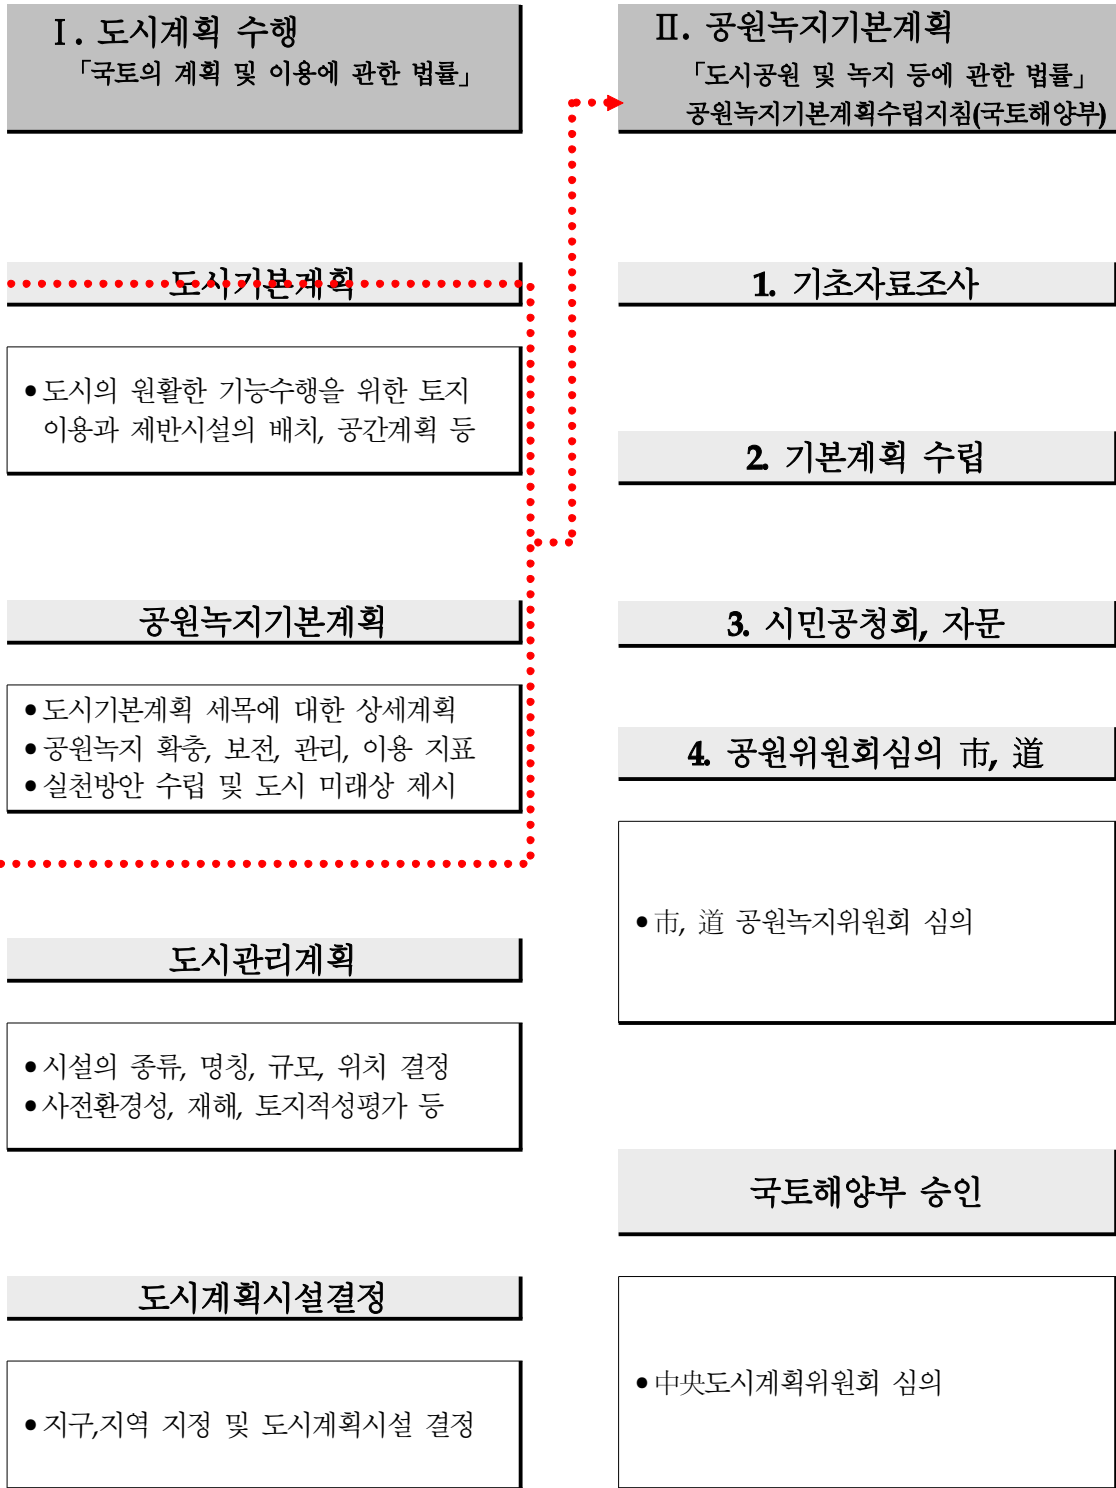 Ⅰ. 도시계획 수행
「국토의 계획 및 이용에 관한 법률」
도시기본계획
•도시의 원활한 기능수행을 위한 토지
이용과 제반시설의 배치, 공간계획 등
공원녹지기본계획
•도시기본계획 세목에 대한 상세계획
•공원녹지 확충, 보전, 관리, 이용 지표
•실천방안 수립 및 도시 미래상 제시
도시관리계획
•시설의 종류, 명칭, 규모, 위치 결정
•사전환경성, 재해, 토지적성평가 등
도시계획시설결정
•지구,지역 지정 및 도시계획시설 결정
Ⅱ. 공원녹지기본계획
「도시공원 및 녹지 등에 관한 법률」
공원녹지기본계획수립지침(국토해양부)
1. 기초자료조사
2. 기본계획 수립
3. 시민공청회, 자문
4. 공원위원회심의 市, 道
•市, 道 공원녹지위원회 심의
국토해양부 승인
•中央도시계획위원회 심의